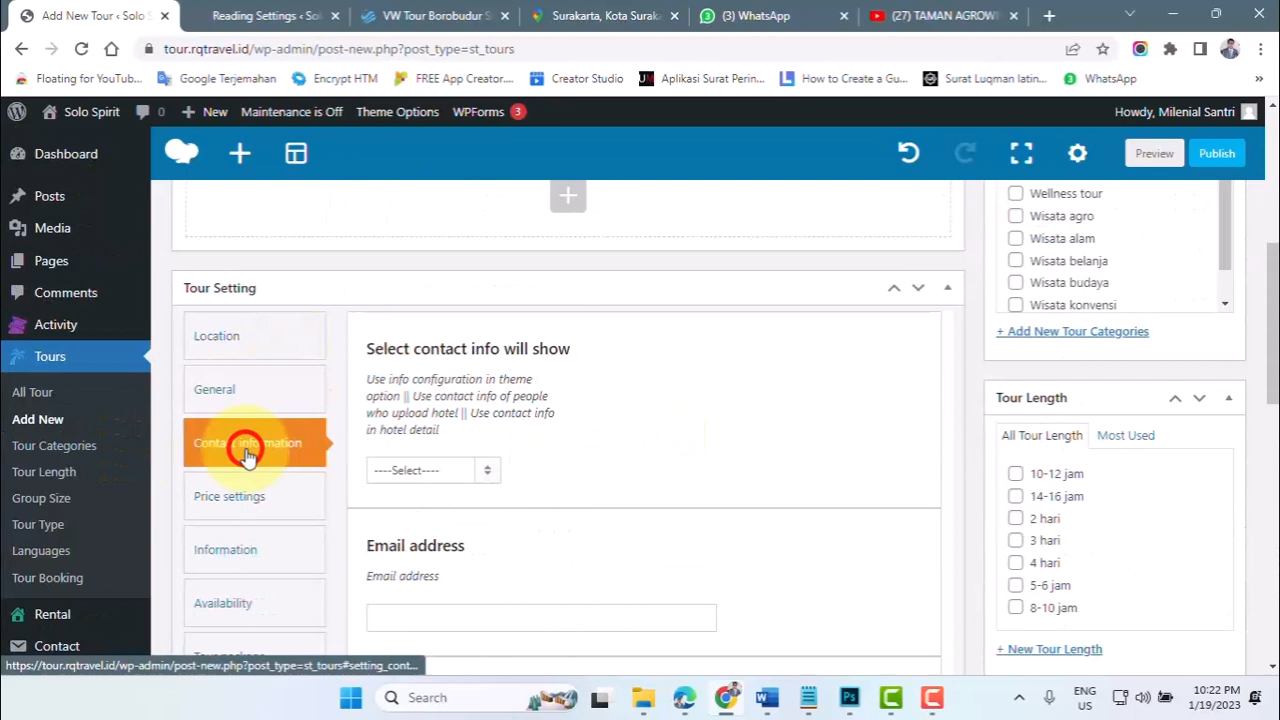 Add New Tour ‹ Solo S
Reading Settings ‹ Sol
VW Tour Borobudur S
Surakarta, Kota Suraka
(3) WhatsApp
(27) TAMAN AGROWI
tour.rqtravel.id/wp-admin/post-new.php?post_type=st_tours
Floating for YouTub...
Google Terjemahan
Encrypt HTM
FREE App Creator....
Creator Studio
Aplikasi Surat Perin...
How to Create a Gu...
Surat Luqman latin...
WhatsApp
»
Solo Spirit
0
New
Maintenance is Off
Theme Options
WPForms 3
Howdy, Milenial Santri
Dashboard
Posts
Media
Pages
Comments
Activity
Tours
All Tour
Add New
Tour Categories
Tour Length
Group Size
Tour Type
Languages
Tour Booking
Rental
Contact
Preview
Publish
Tour Setting
Location
General
Contact information
Price settings
Information
Availability
Select contact info will show
Use info configuration in theme
option || Use contact info of people
who upload hotel || Use contact info
in hotel detail
----Select----
Email address
Email address
Wellness tour
Wisata agro
Wisata alam
Wisata belanja
Wisata budaya
Wisata konvensi
+ Add New Tour Categories
Tour Length
All Tour Length
Most Used
10-12 jam
14-16 jam
2 hari
3 hari
4 hari
5-6 jam
8-10 jam
+ New Tour Length
https://tour.rqtravel.id/wp-admin/post-new.php?post_type=st_tours#setting_cont...
Search
ENG
US
10:22 PM
1/19/2023